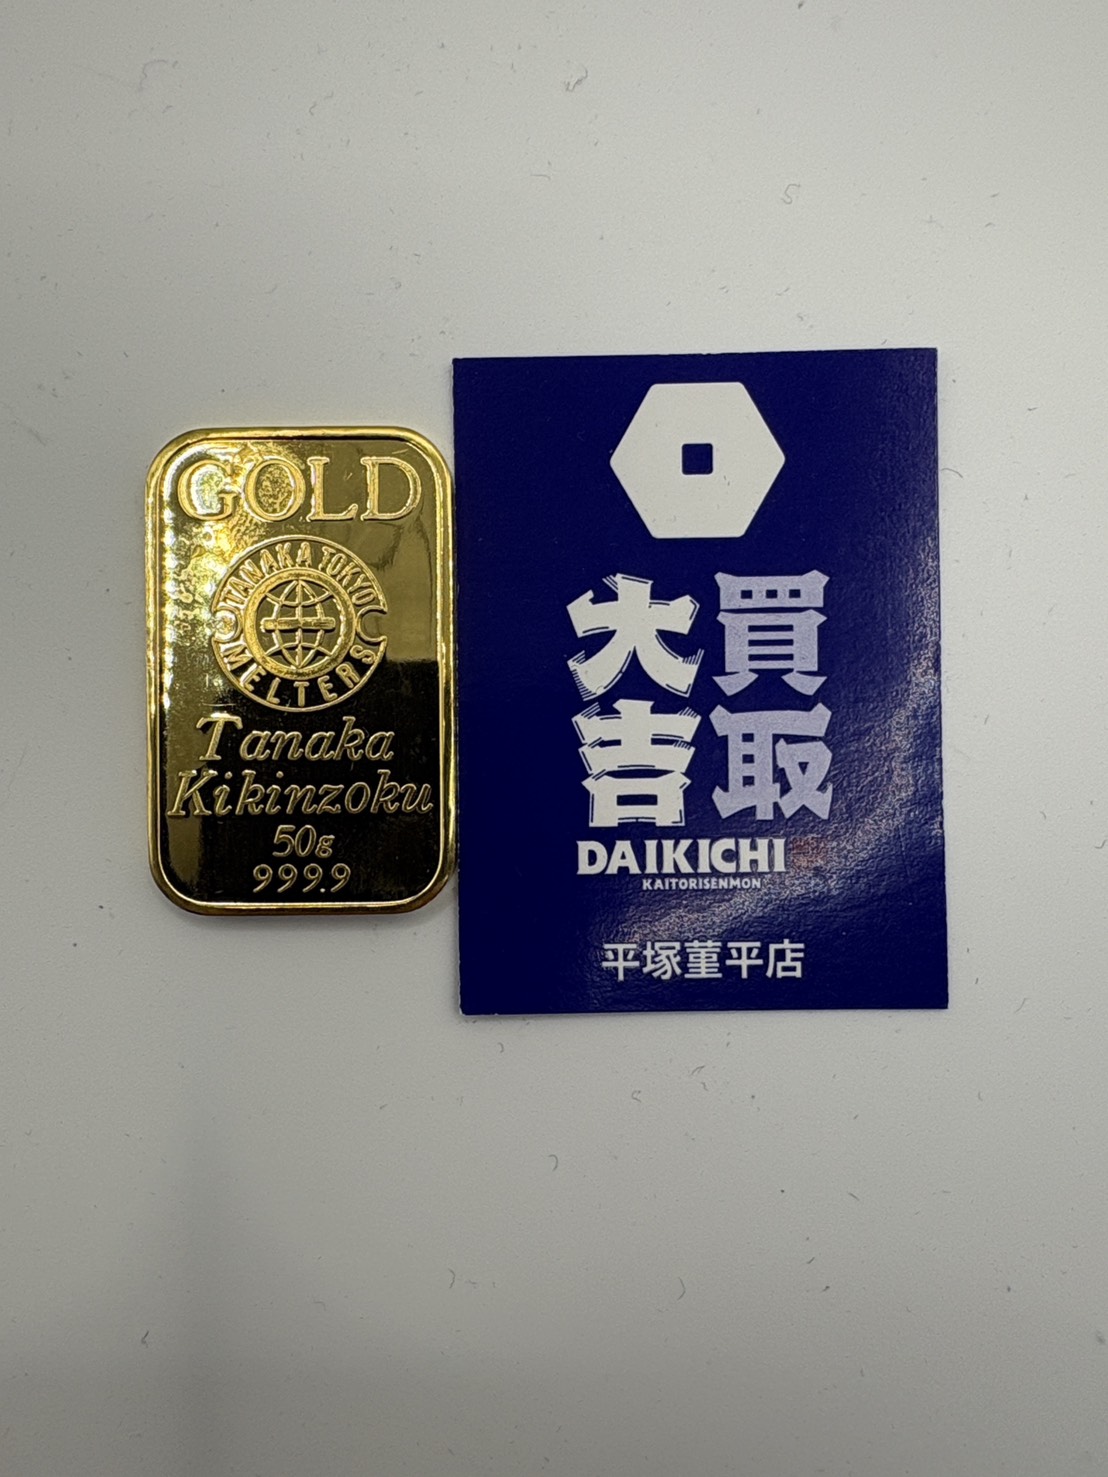 GOLD
TANAKA TOKYO
MELTERS
Tanaka
Kikinzoku
50g
999.9
買取
大吉
DAIKICHI
KAITORISENMON
平塚菫平店